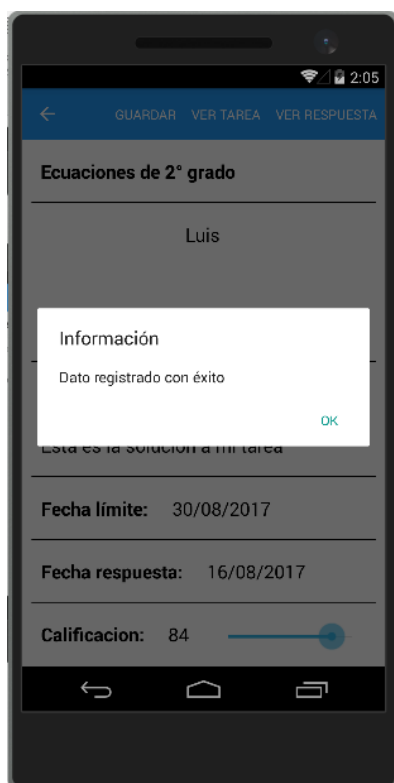 2:05
GUARDAR VER TAREA VER RESPUESTA
Ecuaciones de 2° grado
Luis
Información
Dato registrado con éxito
OK
Esta es la solución a mi tarea
Fecha límite: 30/08/2017
Fecha respuesta: 16/08/2017
Calificacion: 84